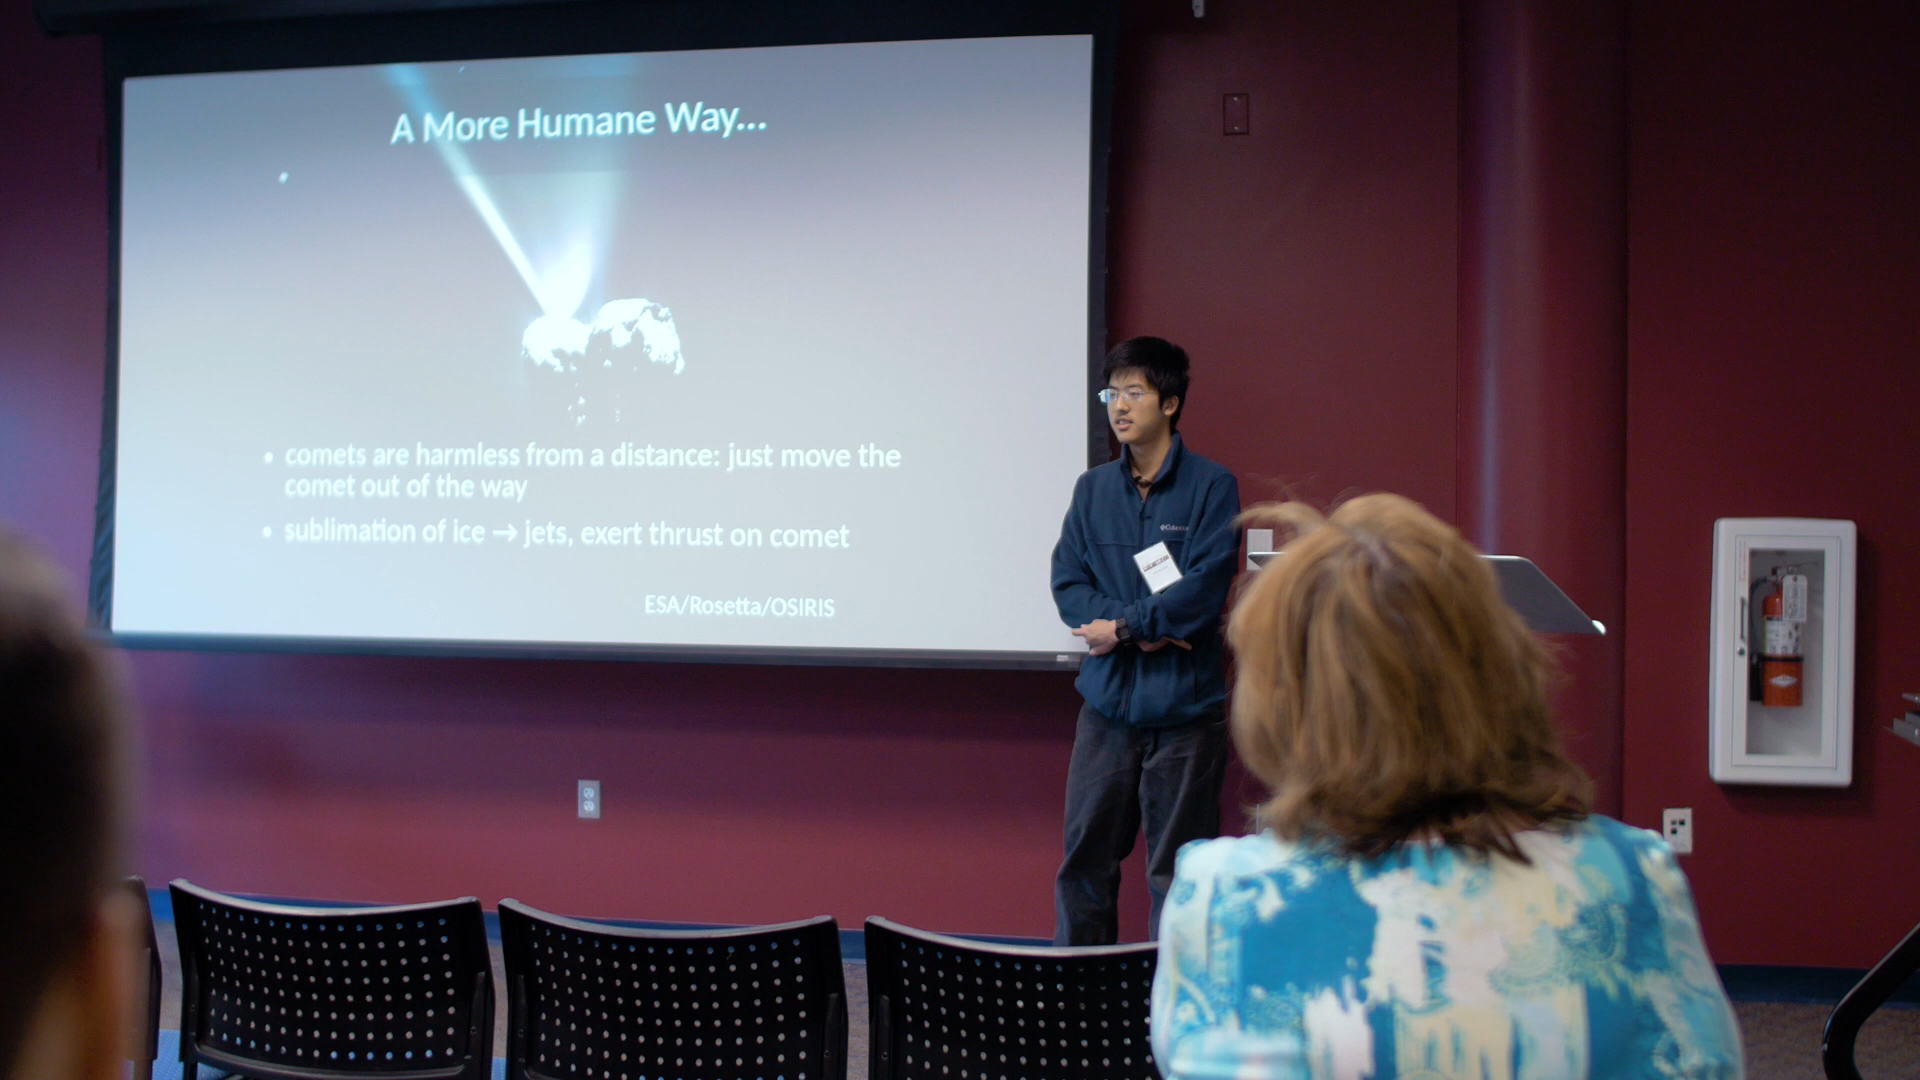 A More Humane Way...
• comets are harmless from a distance: just move the
comet out of the way
• sublimation of ice → jets, exert thrust on comet
ESA/Rosetta/OSIRIS